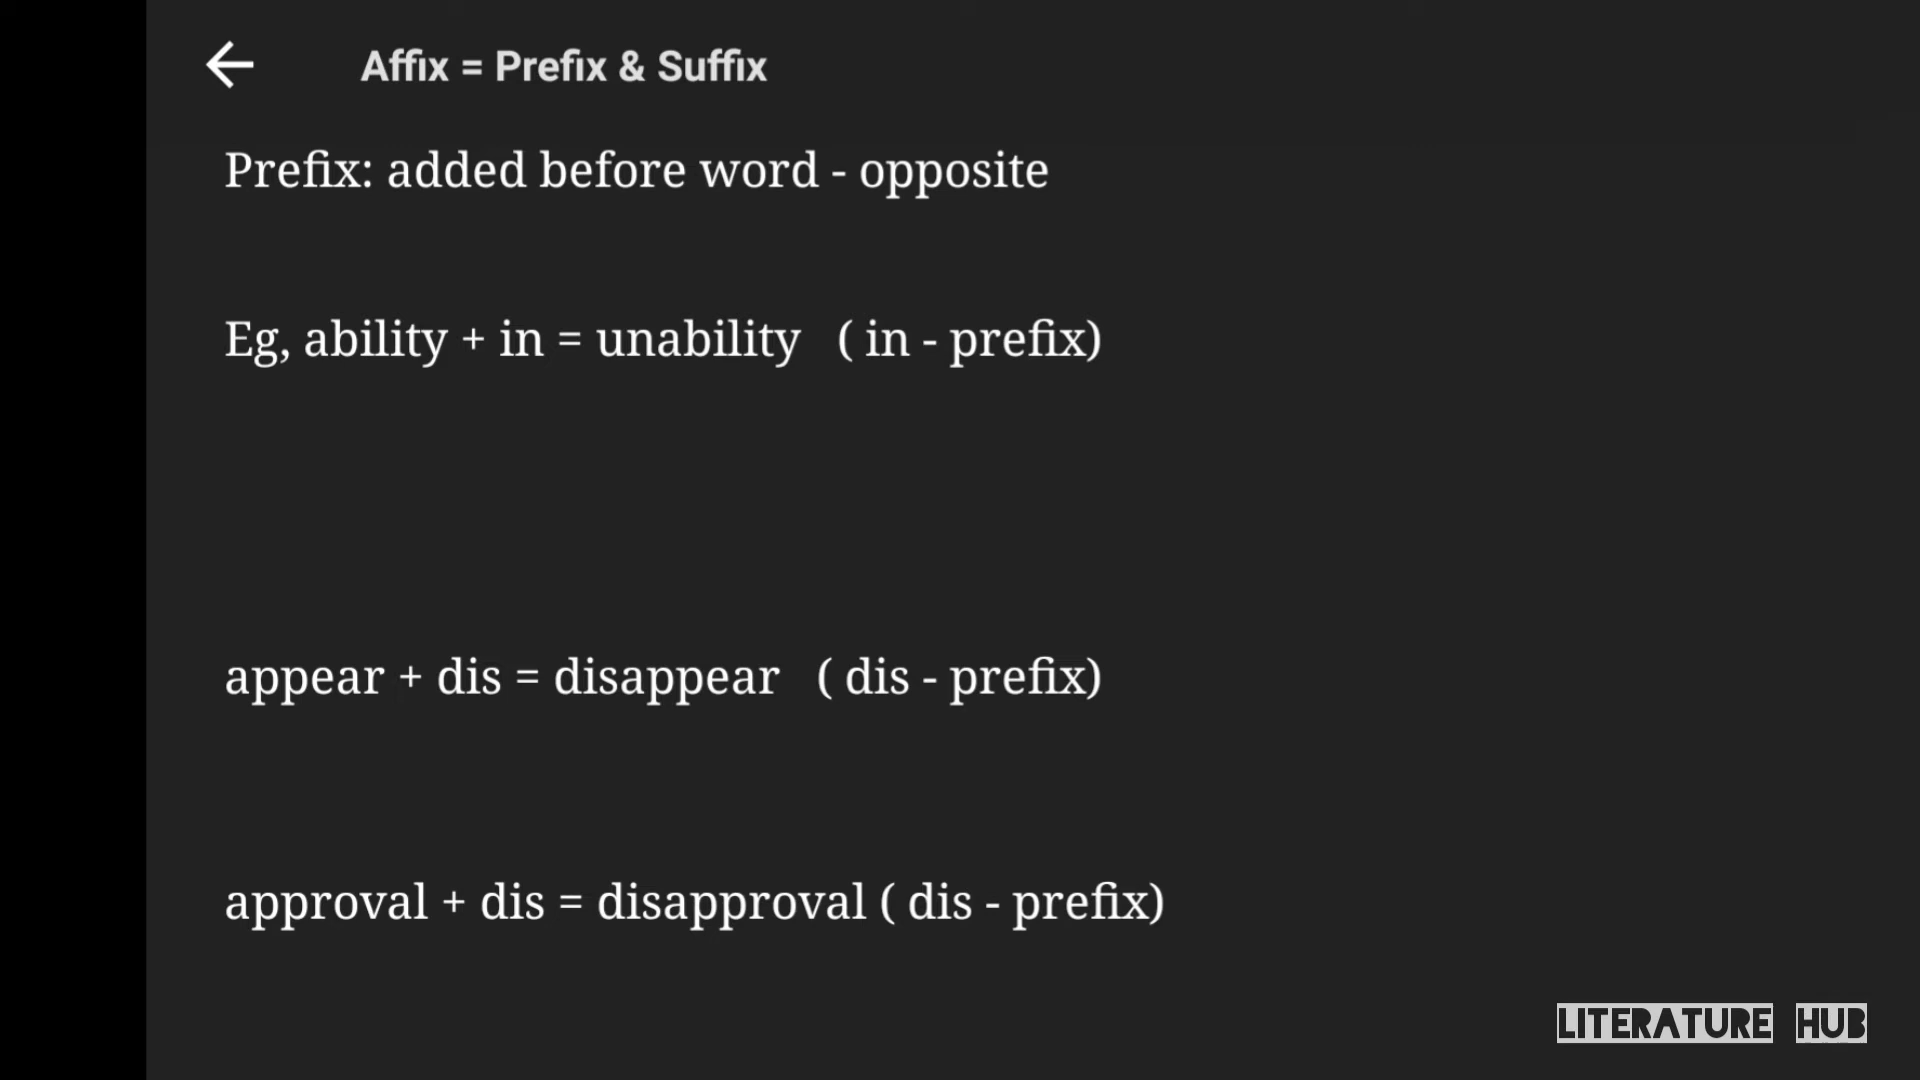 Affix = Prefix & Suffix
Prefix: added before word - opposite
Eg, ability + in = unability ( in - prefix)
appear + dis = disappear ( dis - prefix)
approval + dis = disapproval ( dis - prefix)
LITERATURE HUB